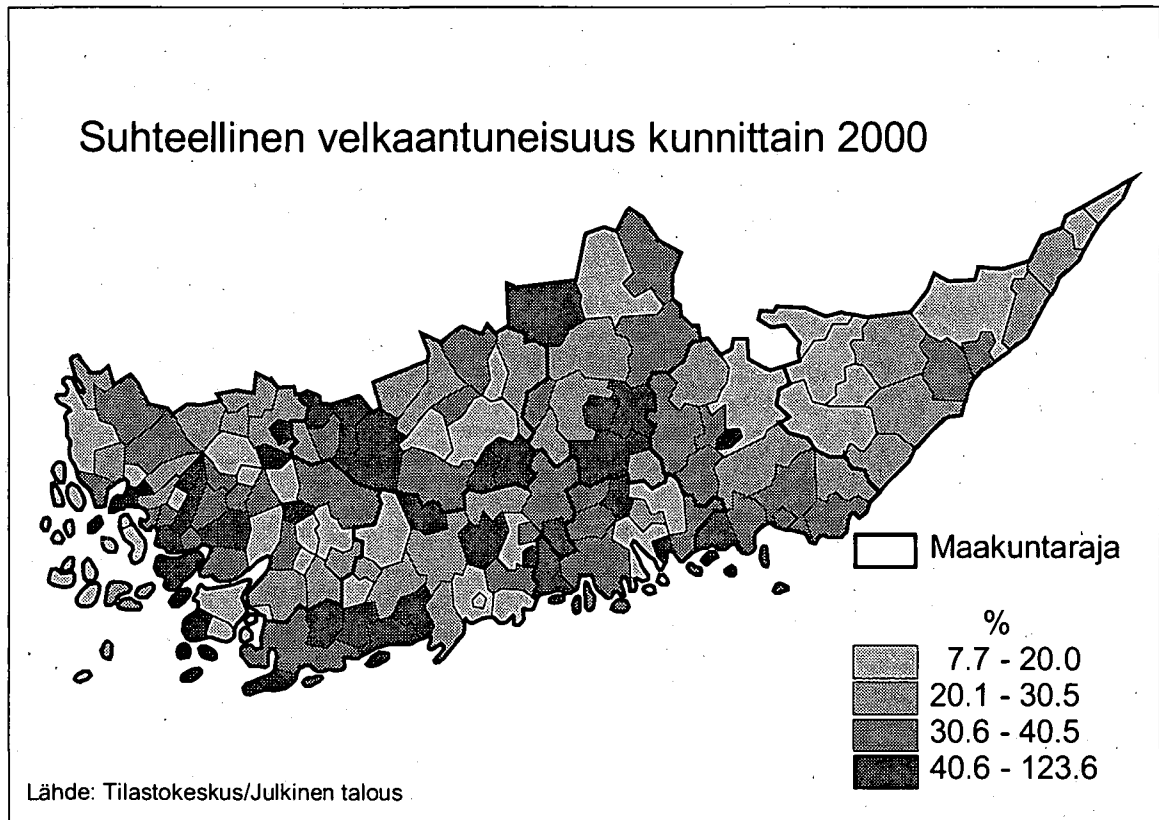 Suhteellinen velkaantuneisuus kunnittain 2000
Maakuntaraja
%
7.7 - 20.0
20.1 - 30.5
30.6 - 40.5
40.6 - 123.6
Lähde: Tilastokeskus/Julkinen talous